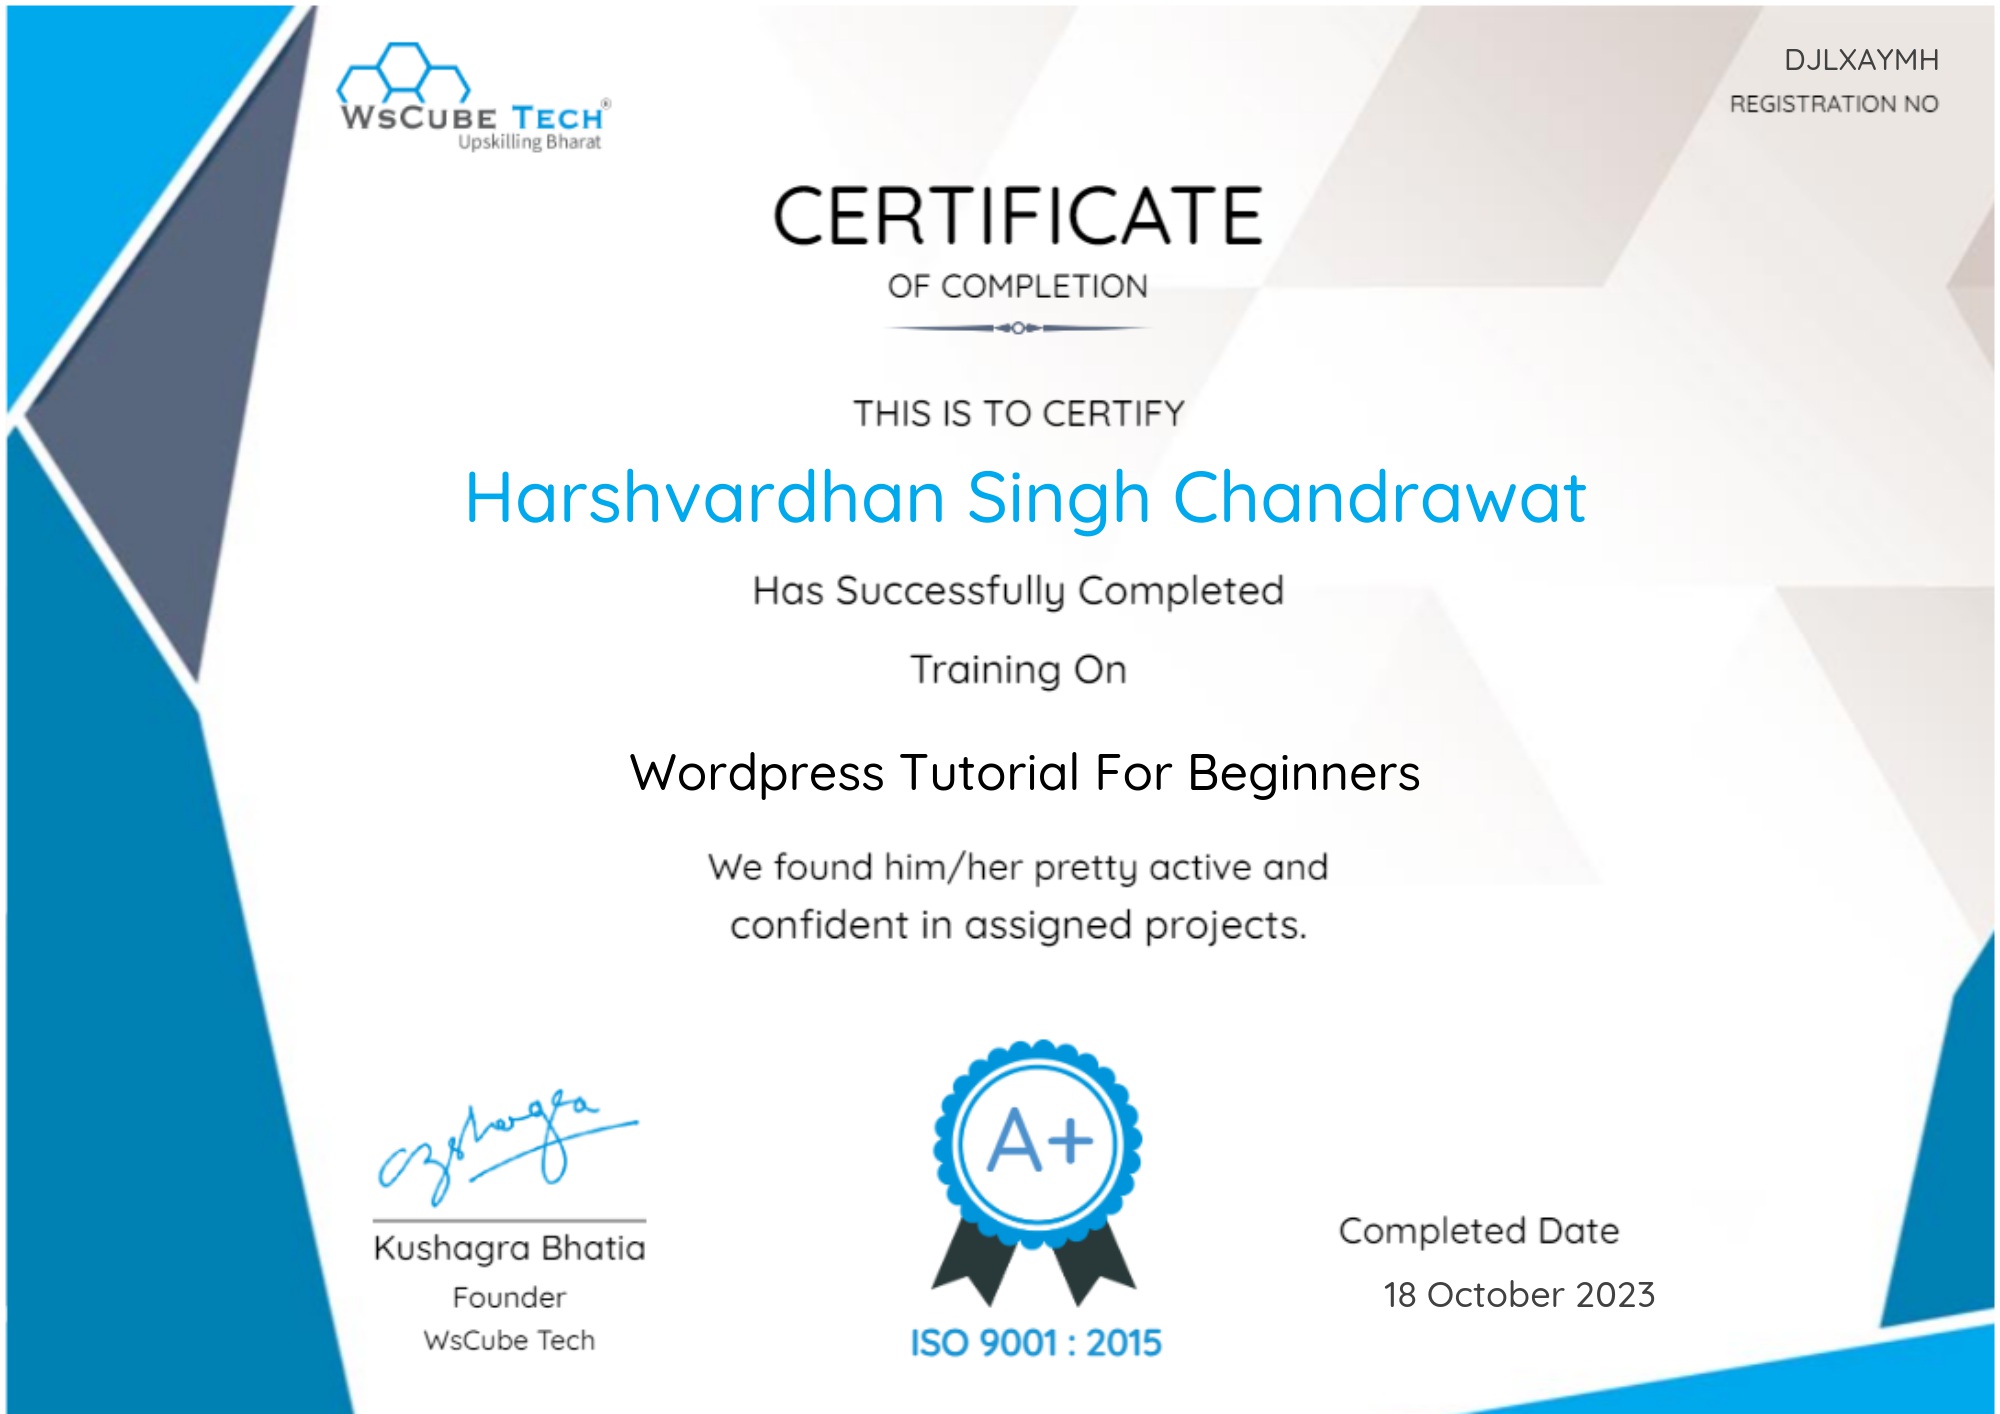 WsCube Tech®
Upskilling Bharat
DJLXAYMH
REGISTRATION NO
CERTIFICATE
OF COMPLETION
THIS IS TO CERTIFY
Harshvardhan Singh Chandrawat
Has Successfully Completed
Training On
Wordpress Tutorial For Beginners
We found him/her pretty active and
confident in assigned projects.
Kushagra Bhatia
Founder
WsCube Tech
A+
ISO 9001 : 2015
Completed Date
18 October 2023